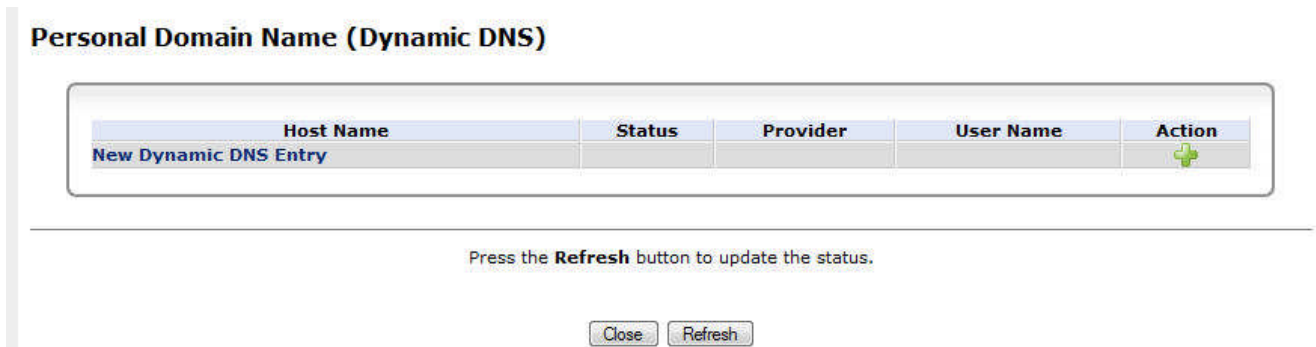 Personal Domain Name (Dynamic DNS)
Host Name Status Provider User Name Action
New Dynamic DNS Entry
Press the Refresh button to update the status.
Close Refresh